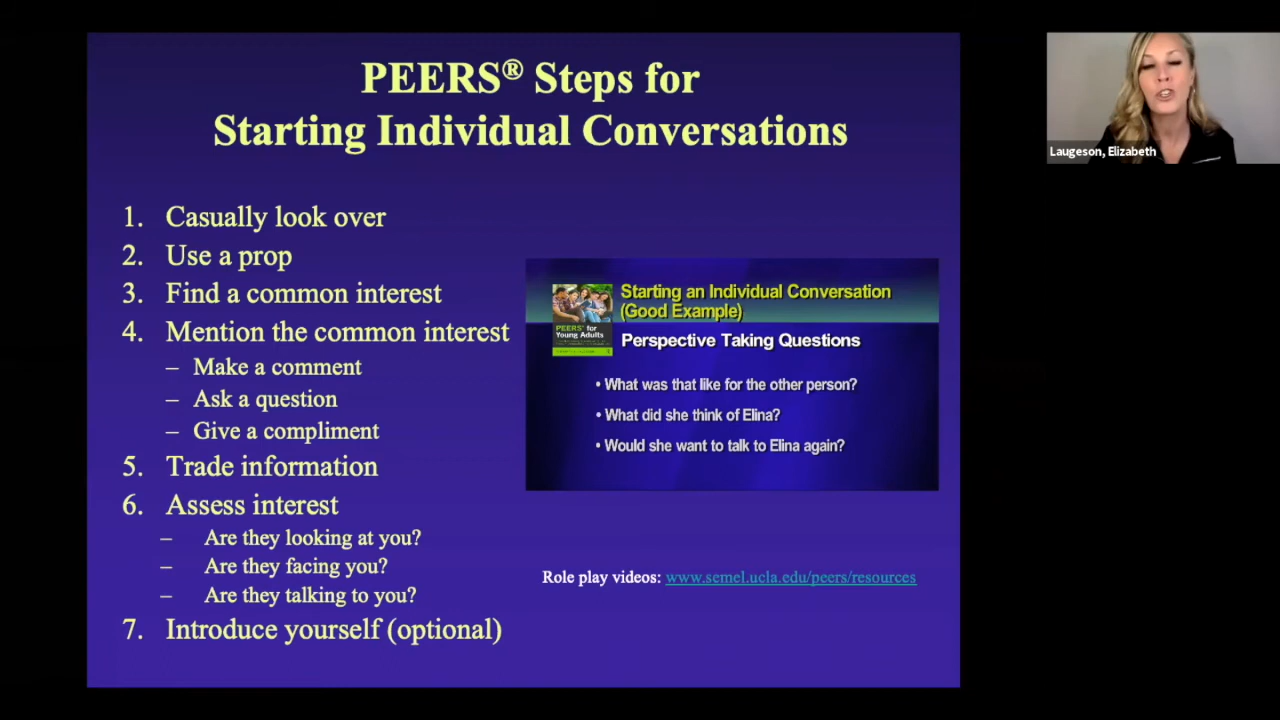 PEERS® Steps for
Starting Individual Conversations
1. Casually look over
2. Use a prop
3. Find a common interest
4. Mention the common interest
– Make a comment
– Ask a question
– Give a compliment
5. Trade information
6. Assess interest
– Are they looking at you?
– Are they facing you?
– Are they talking to you?
7. Introduce yourself (optional)
Starting an Individual Conversation
(Good Example)
PEERS® for
Young Adults
Perspective Taking Questions
• What was that like for the other person?
• What did she think of Elina?
• Would she want to talk to Elina again?
Role play videos: www.semel.ucla.edu/peers/resources
Laugeson, Elizabeth